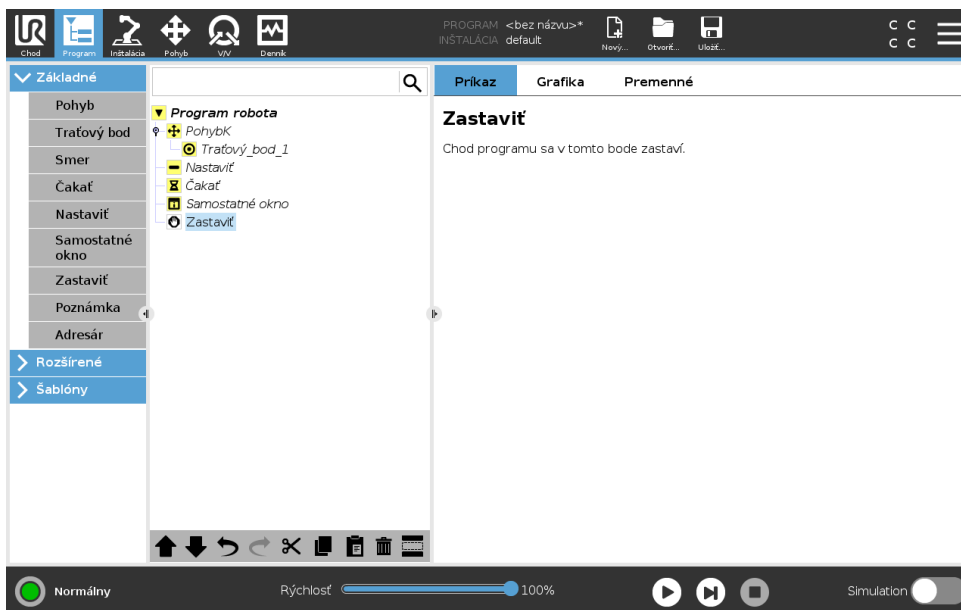 PROGRAM <bez názvu>*
INŠTALÁCIA default
C C
C C
Chod
Program
Inštalácia
Pohyb
V/V
Denník
Nový...
Otvoriť...
Uložiť...
Základné
Pohyb
Traťový bod
Smer
Čakať
Nastaviť
Samostatné
okno
Zastaviť
Poznámka
Adresár
Rozšírené
Šablóny
Program robota
PohybK
Traťový_bod_1
Nastaviť
Čakať
Samostatné okno
Zastaviť
Príkaz
Grafika
Premenné
Zastaviť
Chod programu sa v tomto bode zastaví.
Normálny
Rýchlosť
100%
Simulation